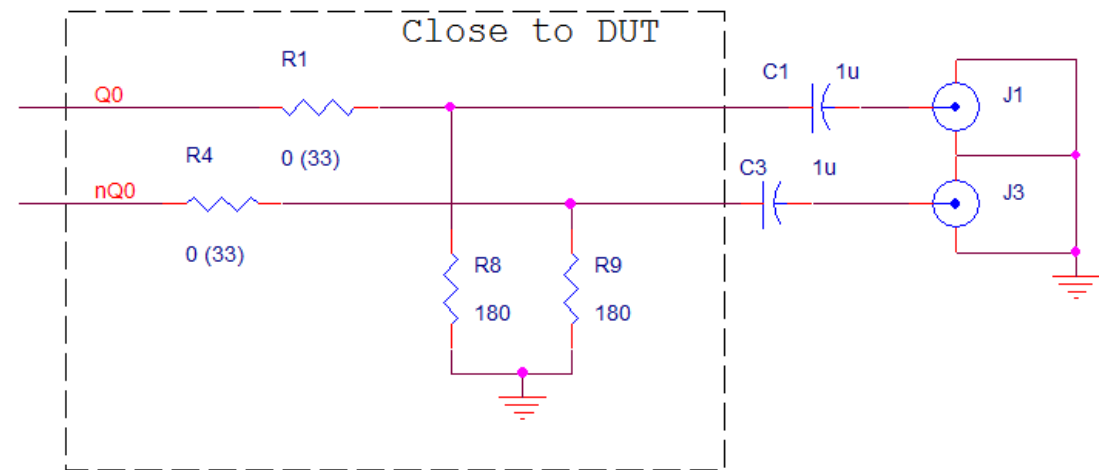 Close to DUT
R1
C1 1u
Q0
J1
R4
0 (33)
C3 1u
nQ0
J3
0 (33)
R8 R9
180 180